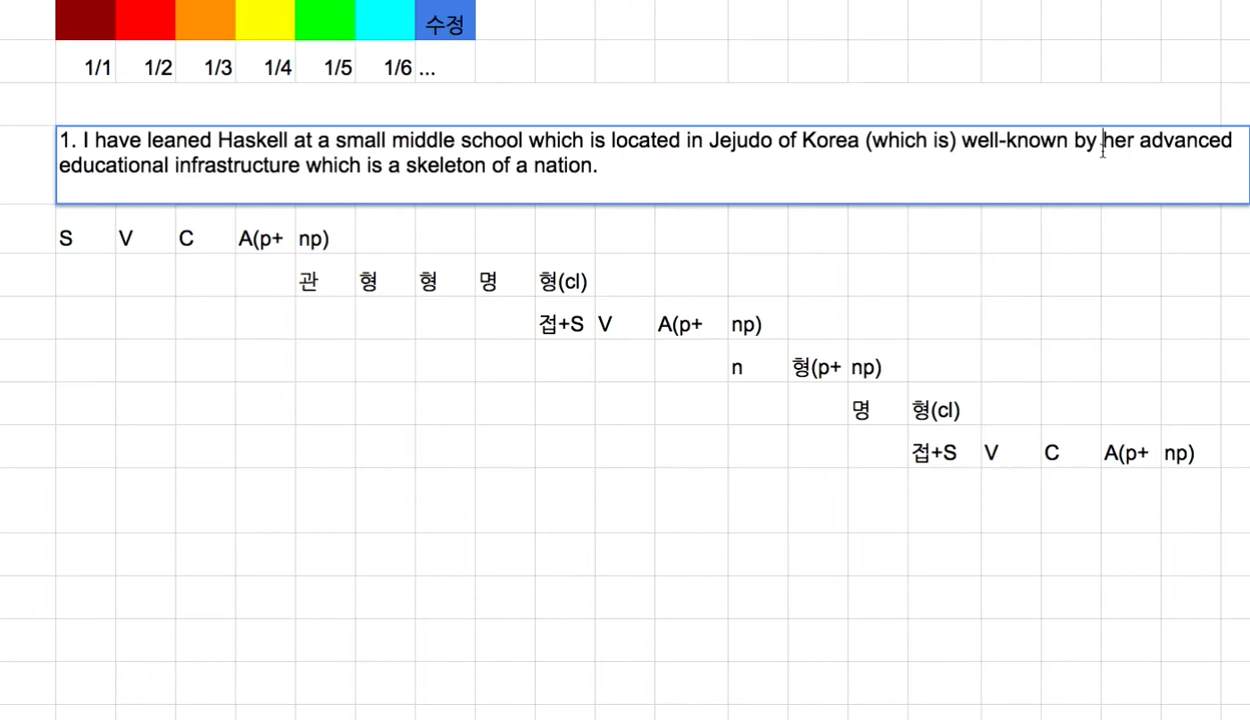 수정
1/1 1/2 1/3 1/4 1/5 1/6 ...
1. I have leaned Haskell at a small middle school which is located in Jejudo of Korea (which is) well-known by her advanced
educational infrastructure which is a skeleton of a nation.
S V C A(p+ np)
관 형 형 명 형(cl)
접+S V A(p+ np)
n 형(p+ np)
명 형(cl)
접+S V C A(p+ np)